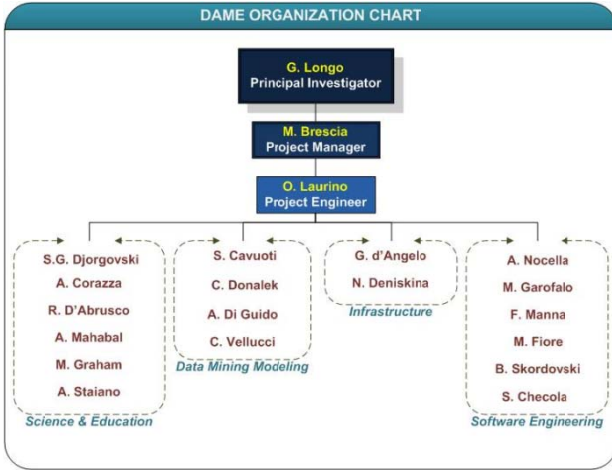 DAME ORGANIZATION CHART
G. Longo
Principal Investigator
M. Brescia
Project Manager
O. Laurino
Project Engineer
S.G. Djorgovski
A. Corazza
R. D'Abrusco
A. Mahabal
M. Graham
A. Staiano
Science & Education
S. Cavuoti
C. Donalek
A. Di Guido
C. Vellucci
Data Mining Modeling
G. d'Angelo
N. Deniskina
Infrastructure
A. Nocella
M. Garofalo
F. Manna
M. Fiore
B. Skordovski
S. Checola
Software Engineering